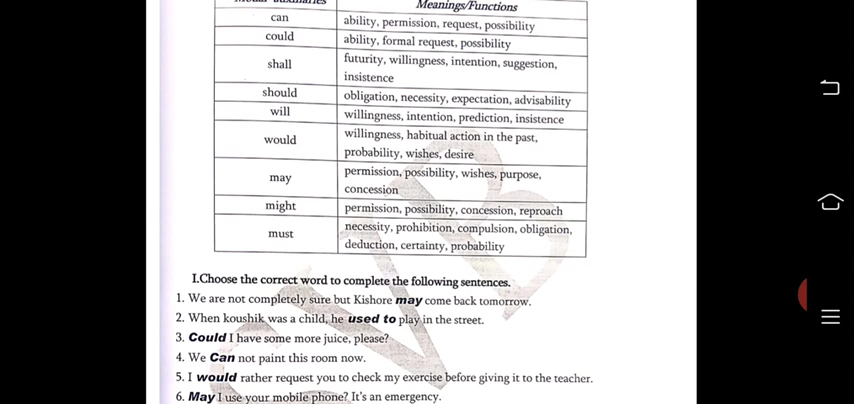 Meanings/Functions
can ability, permission, request, possibility
could ability, formal request, possibility
shall futurity, willingness, intention, suggestion,
insistence
should obligation, necessity, expectation, advisability
will willingness, intention, prediction, insistence
would willingness, habitual action in the past,
probability, wishes, desire
may permission, possibility, wishes, purpose,
concession
might permission, possibility, concession, reproach
must necessity, prohibition, compulsion, obligation,
deduction, certainty, probability
I.Choose the correct word to complete the following sentences.
1. We are not completely sure but Kishore may come back tomorrow.
2. When koushik was a child, he used to play in the street.
3. Could I have some more juice, please?
4. We Can not paint this room now.
5. I would rather request you to check my exercise before giving it to the teacher.
6. May I use your mobile phone? It's an emergency.